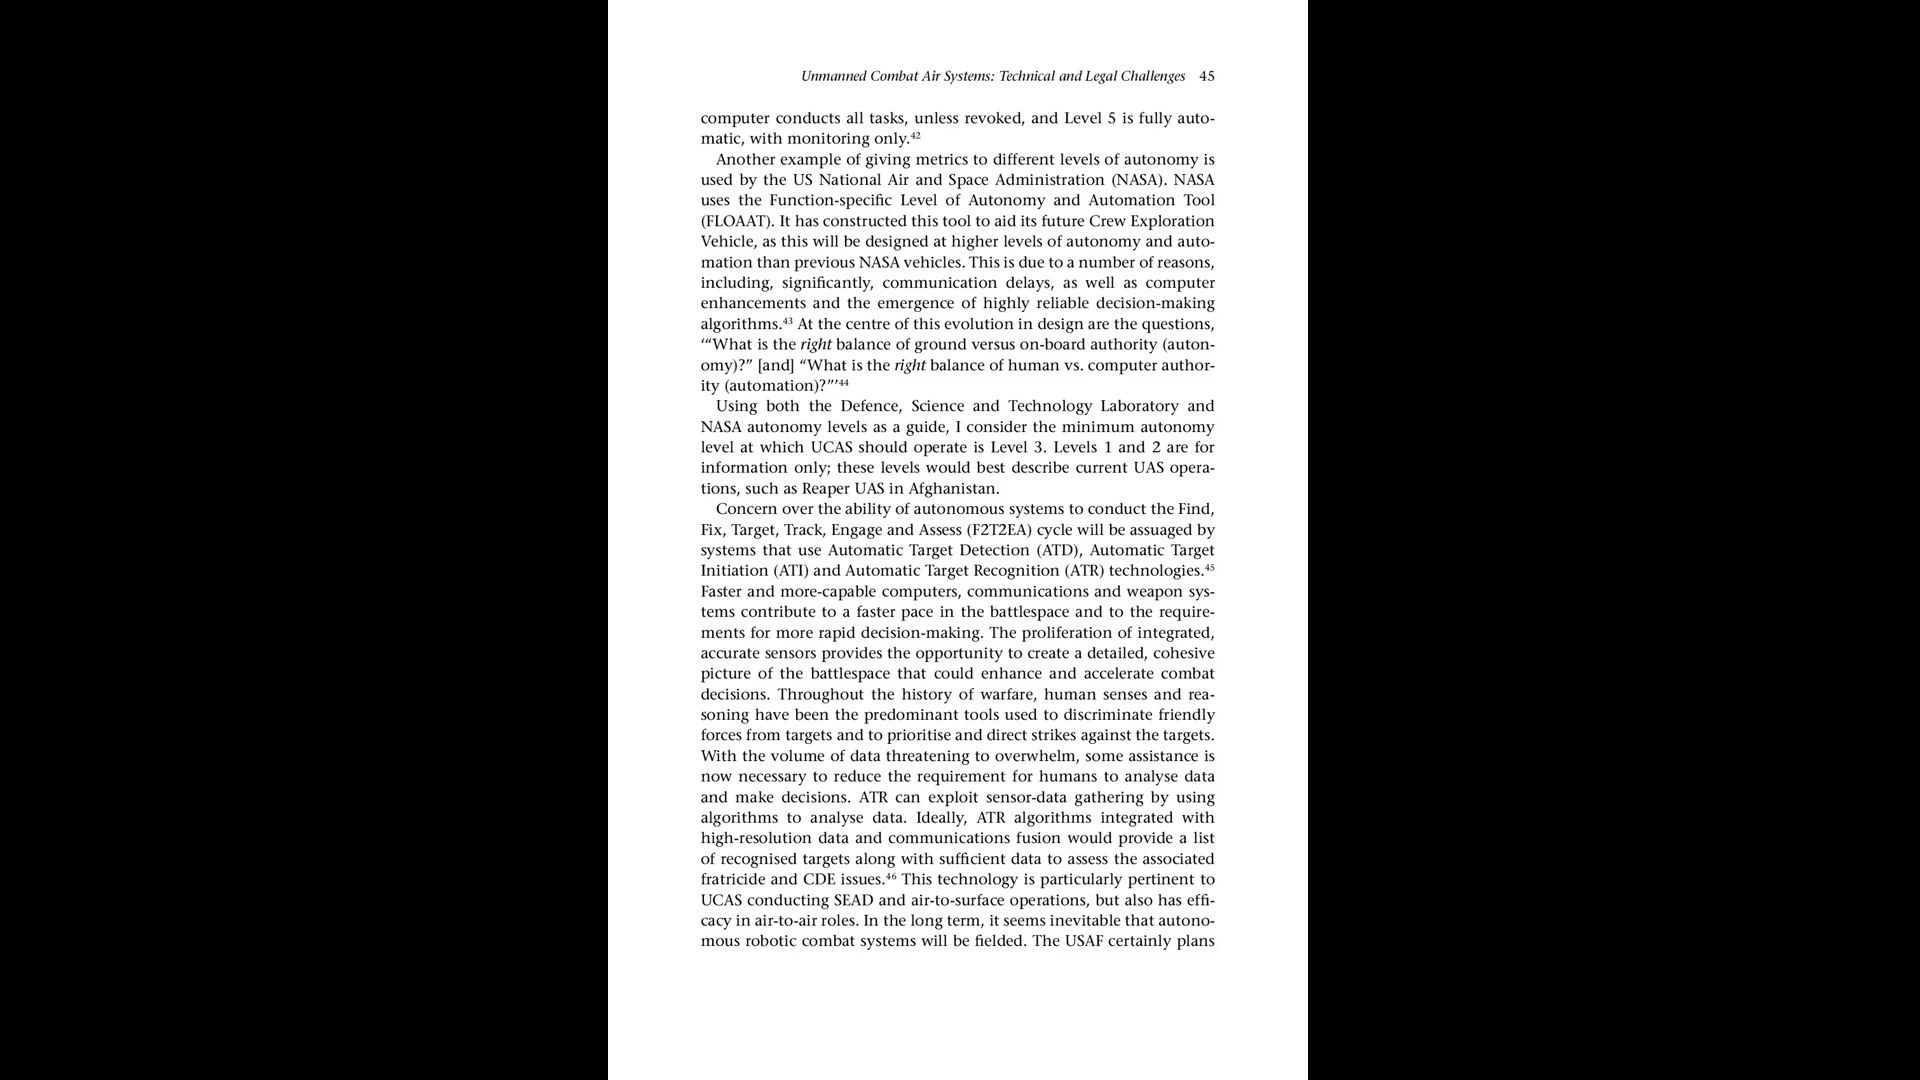 Unmanned Combat Air Systems: Technical and Legal Challenges 45
computer conducts all tasks, unless revoked, and Level 5 is fully auto-
matic, with monitoring only.42
Another example of giving metrics to different levels of autonomy is
used by the US National Air and Space Administration (NASA). NASA
uses the Function-specific Level of Autonomy and Automation Tool
(FLOAAT). It has constructed this tool to aid its future Crew Exploration
Vehicle, as this will be designed at higher levels of autonomy and auto-
mation than previous NASA vehicles. This is due to a number of reasons,
including, significantly, communication delays, as well as computer
enhancements and the emergence of highly reliable decision-making
algorithms.43 At the centre of this evolution in design are the questions,
‘“What is the right balance of ground versus on-board authority (auton-
omy)?” [and] “What is the right balance of human vs. computer author-
ity (automation)?”’44
Using both the Defence, Science and Technology Laboratory and
NASA autonomy levels as a guide, I consider the minimum autonomy
level at which UCAS should operate is Level 3. Levels 1 and 2 are for
information only; these levels would best describe current UAS opera-
tions, such as Reaper UAS in Afghanistan.
Concern over the ability of autonomous systems to conduct the Find,
Fix, Target, Track, Engage and Assess (F2T2EA) cycle will be assuaged by
systems that use Automatic Target Detection (ATD), Automatic Target
Initiation (ATI) and Automatic Target Recognition (ATR) technologies.45
Faster and more-capable computers, communications and weapon sys-
tems contribute to a faster pace in the battlespace and to the require-
ments for more rapid decision-making. The proliferation of integrated,
accurate sensors provides the opportunity to create a detailed, cohesive
picture of the battlespace that could enhance and accelerate combat
decisions. Throughout the history of warfare, human senses and rea-
soning have been the predominant tools used to discriminate friendly
forces from targets and to prioritise and direct strikes against the targets.
With the volume of data threatening to overwhelm, some assistance is
now necessary to reduce the requirement for humans to analyse data
and make decisions. ATR can exploit sensor-data gathering by using
algorithms to analyse data. Ideally, ATR algorithms integrated with
high-resolution data and communications fusion would provide a list
of recognised targets along with sufficient data to assess the associated
fratricide and CDE issues.46 This technology is particularly pertinent to
UCAS conducting SEAD and air-to-surface operations, but also has effi-
cacy in air-to-air roles. In the long term, it seems inevitable that autono-
mous robotic combat systems will be fielded. The USAF certainly plans